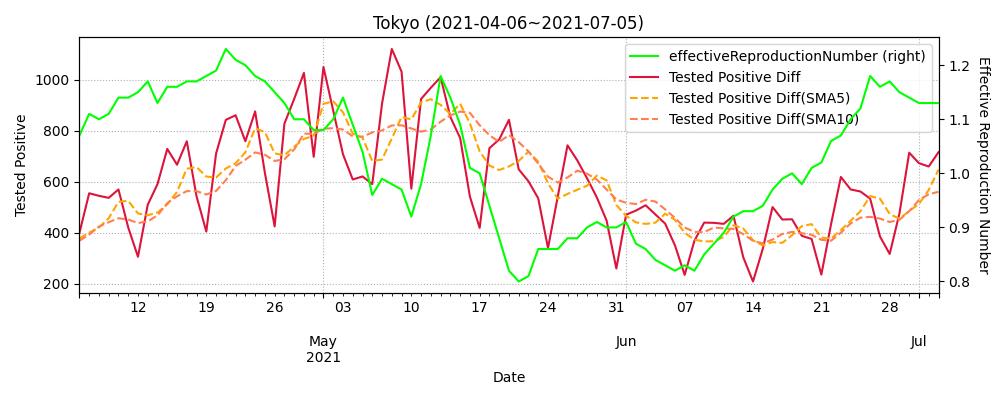 Tokyo (2021-04-06~2021-07-05)
effectiveReproductionNumber (right)
Tested Positive Diff
Tested Positive Diff(SMA5)
Tested Positive Diff(SMA10)
Tested Positive
1000
800
600
400
200
1.2
1.1
1.0
0.9
0.8
Effective Reproduction Number
12 19 26 03 10 17 24 31 07 14 21 28
May Jun Jul
2021
Date